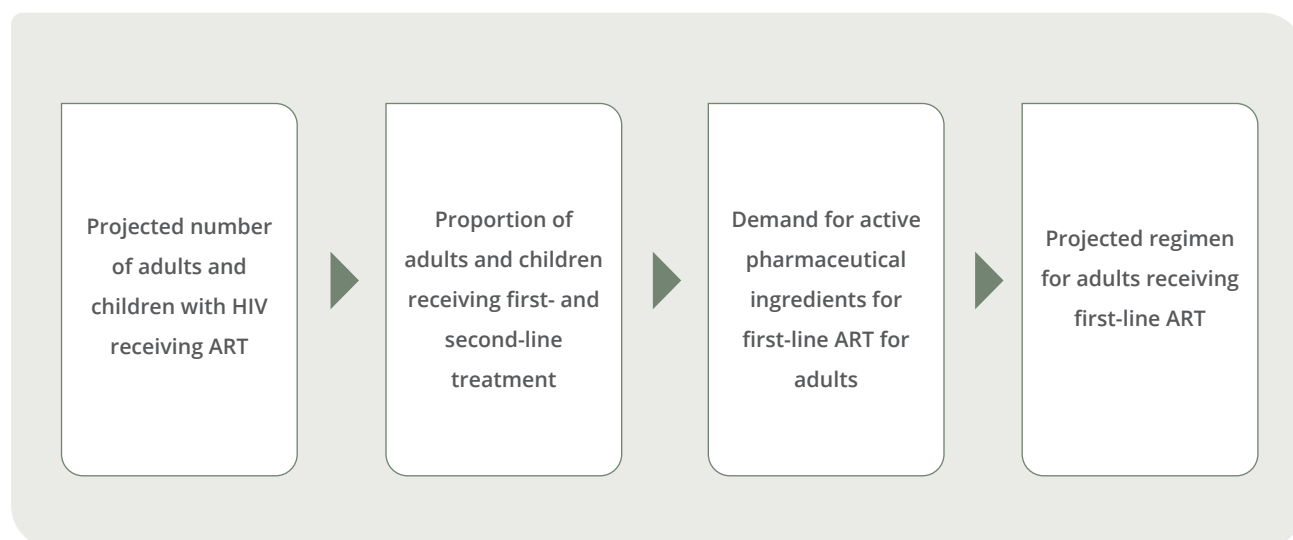 Projected number
of adults and
children with HIV
receiving ART
Proportion of
adults and children
receiving first- and
second-line
treatment
Demand for active
pharmaceutical
ingredients for
first-line ART for
adults
Projected regimen
for adults receiving
first-line ART